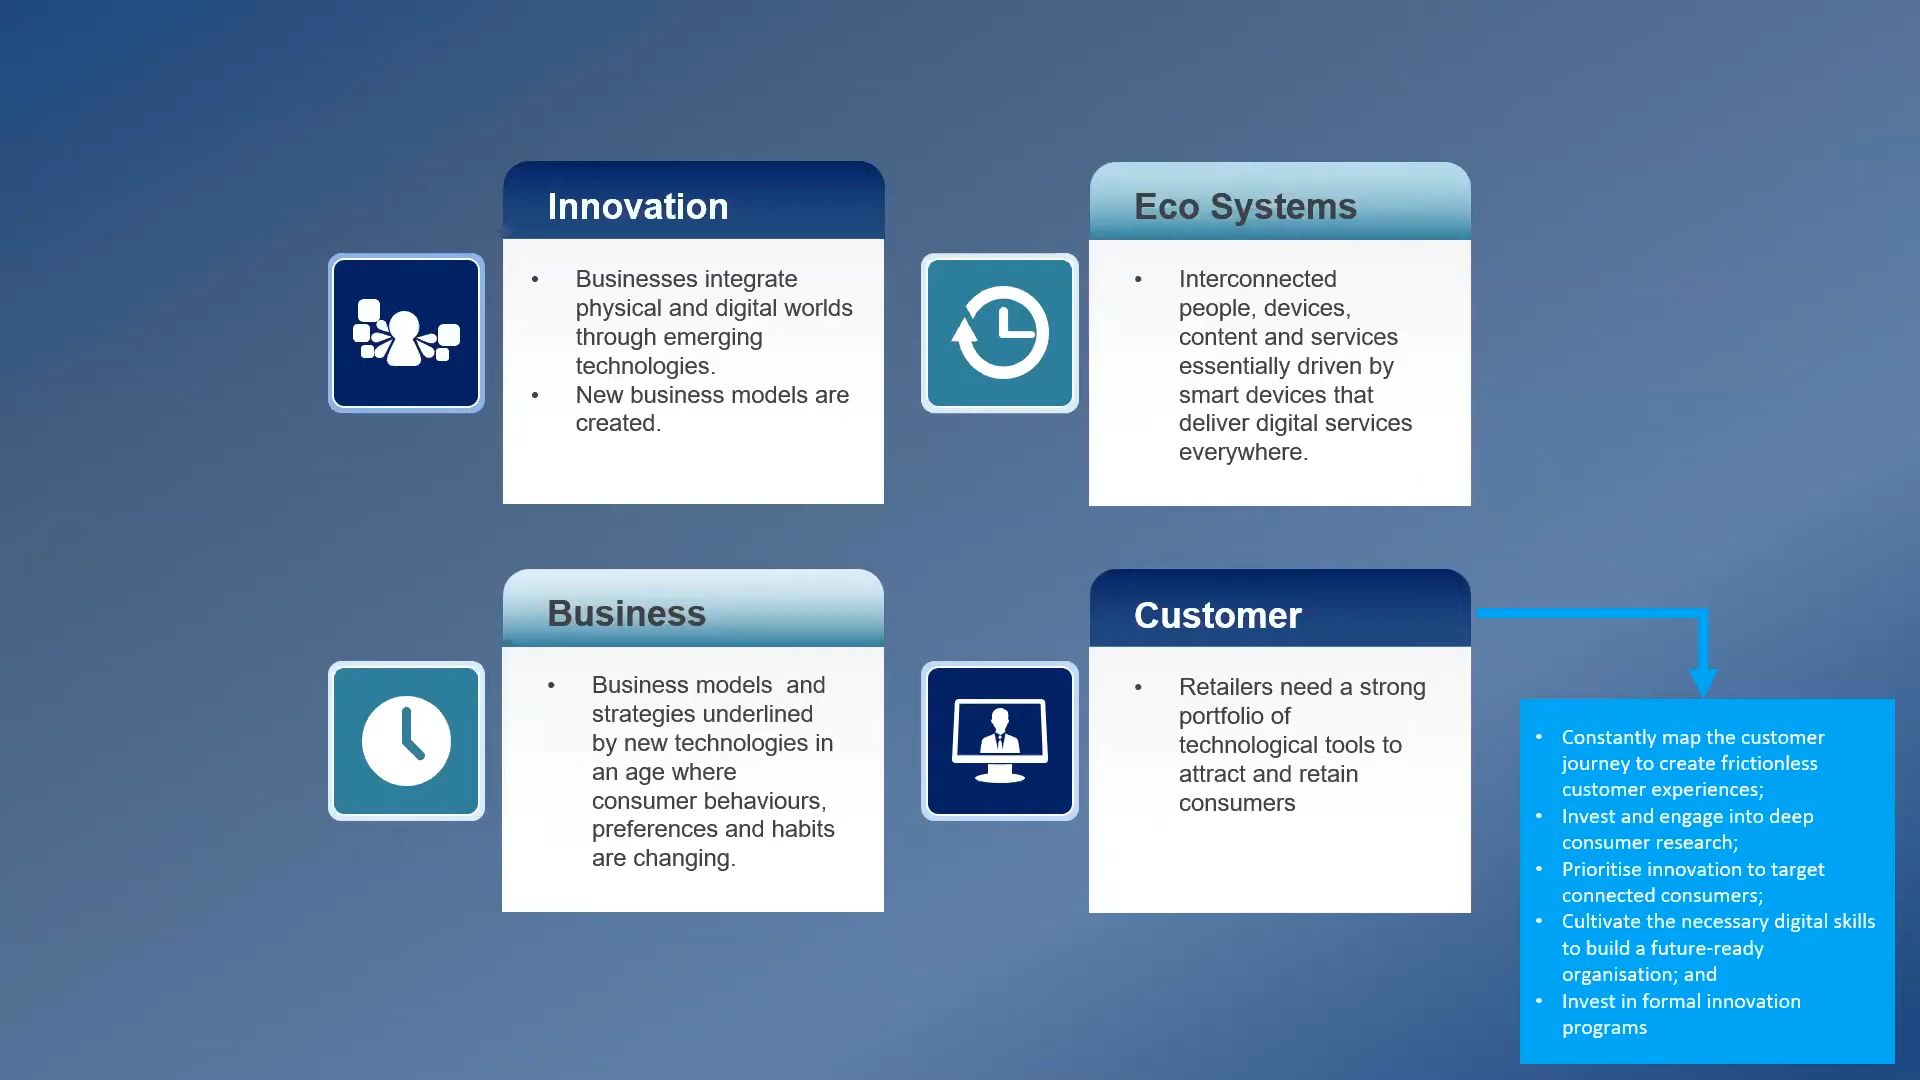 Innovation
• Businesses integrate
physical and digital worlds
through emerging
technologies.
• New business models are
created.
Eco Systems
• Interconnected
people, devices,
content and services
essentially driven by
smart devices that
deliver digital services
everywhere.
Business
• Business models  and
strategies underlined
by new technologies in
an age where
consumer behaviours,
preferences and habits
are changing.
Customer
• Retailers need a strong
portfolio of
technological tools to
attract and retain
consumers
• Constantly map the customer
journey to create frictionless
customer experiences;
• Invest and engage into deep
consumer research;
• Prioritise innovation to target
connected consumers;
• Cultivate the necessary digital skills
to build a future-ready
organisation; and
• Invest in formal innovation
programs